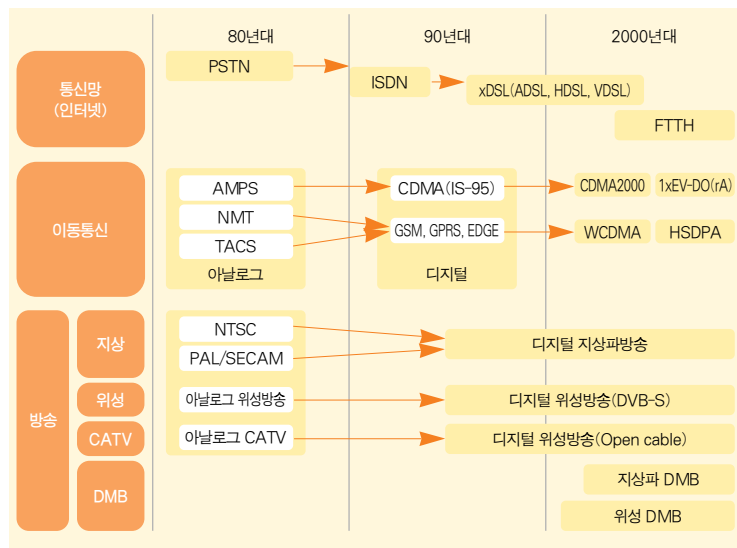 80년대
90년대
2000년대
통신망
(인터넷)
PSTN
ISDN
xDSL(ADSL, HDSL, VDSL)
FTTH
이동통신
AMPS
NMT
TACS
아날로그
CDMA(IS-95)
GSM, GPRS, EDGE
디지털
CDMA2000
1xEV-DO(rA)
WCDMA
HSDPA
방송
지상
NTSC
PAL/SECAM
디지털 지상파방송
위성
아날로그 위성방송
디지털 위성방송(DVB-S)
CATV
아날로그 CATV
디지털 위성방송(Open cable)
DMB
지상파 DMB
위성 DMB